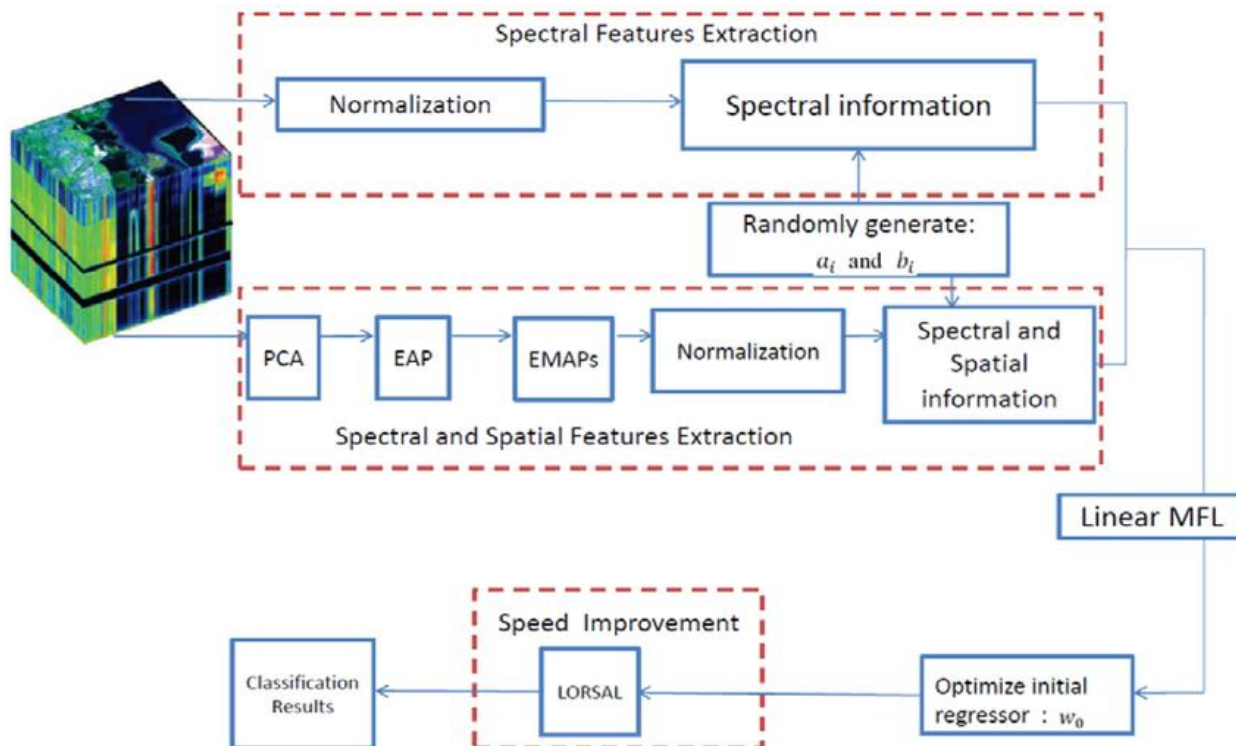 Spectral Features Extraction
Normalization
Spectral information
Randomly generate:
a_i and b_i
PCA
EAP
EMAPs
Normalization
Spectral and
Spatial
information
Spectral and Spatial Features Extraction
Linear MFL
Speed Improvement
Classification
Results
LORSAL
Optimize initial
regressor : w_0